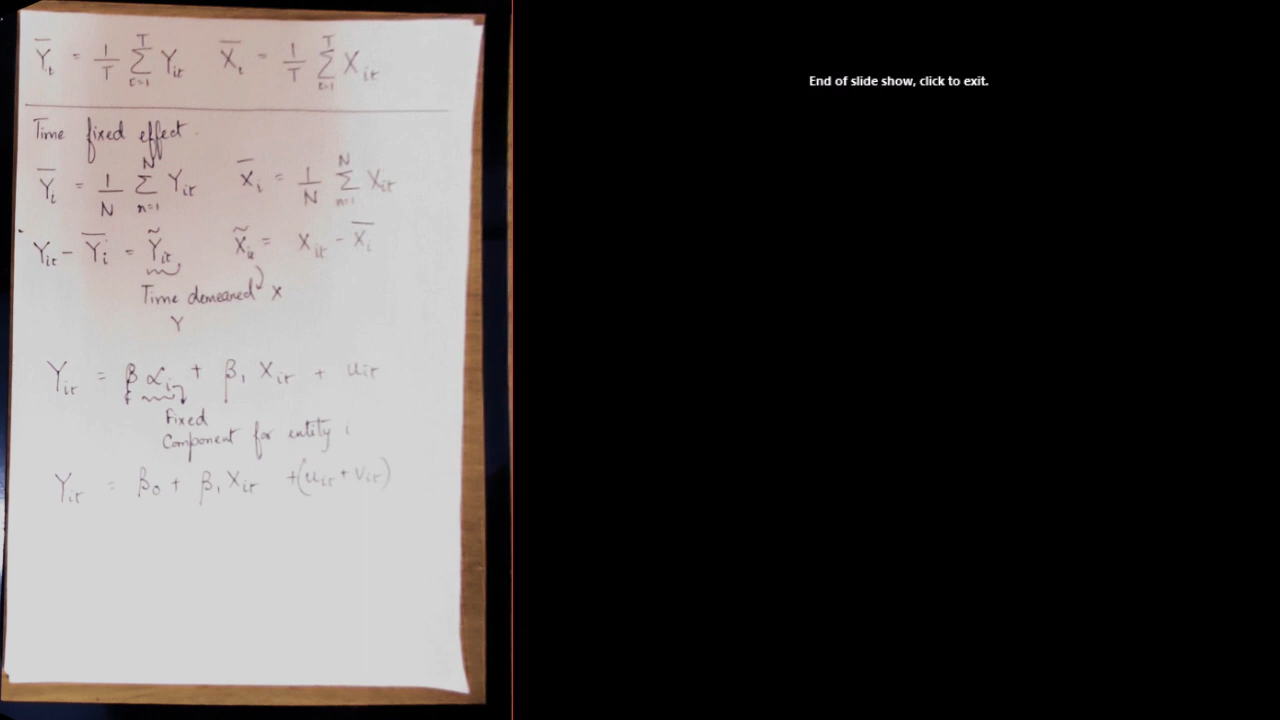 Ȳₜ = 1/T Σ_{t=1}^{T} Yᵢₜ   X̄ₜ = 1/T Σ_{t=1}^{T} Xᵢₜ
Time fixed effect.
Ȳₜ = 1/N Σ_{n=1}^{N} Yᵢₜ   X̄ᵢ = 1/N Σ_{n=1}^{N} Xᵢₜ
Yᵢₜ - Ȳᵢ = Ỹᵢₜ   X̃ᵢₜ = Xᵢₜ - X̄ᵢ
Time demeaned X
Y
Yᵢₜ = β αᵢ + β₁ Xᵢₜ + uᵢₜ
Fixed
Component for entity i
Yᵢₜ = β₀ + β₁ Xᵢₜ + (uᵢₜ + vᵢₜ)
End of slide show, click to exit.